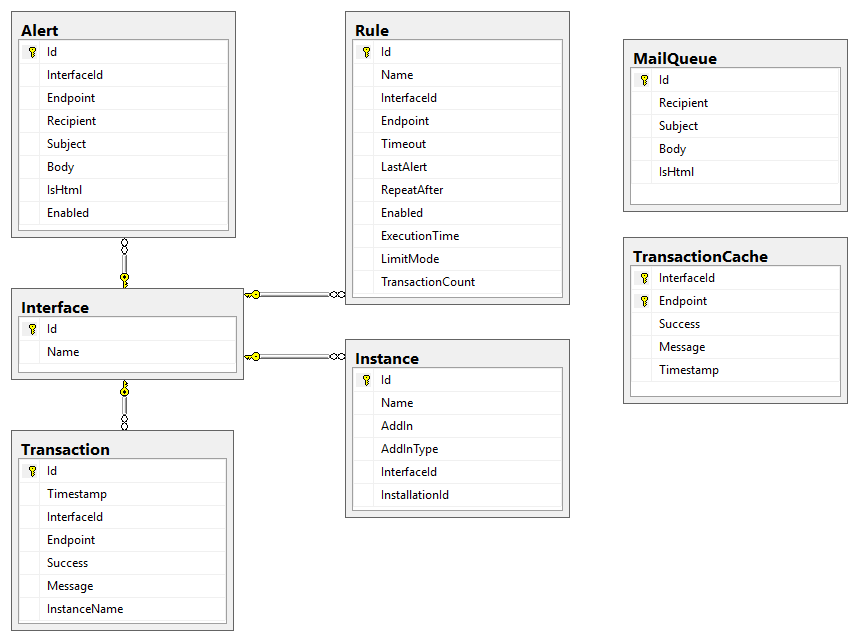 Alert
Id
InterfaceId
Endpoint
Recipient
Subject
Body
IsHtml
Enabled
Rule
Id
Name
InterfaceId
Endpoint
Timeout
LastAlert
RepeatAfter
Enabled
ExecutionTime
LimitMode
TransactionCount
MailQueue
Id
Recipient
Subject
Body
IsHtml
TransactionCache
InterfaceId
Endpoint
Success
Message
Timestamp
Interface
Id
Name
Instance
Id
Name
AddIn
AddInType
InterfaceId
InstallationId
Transaction
Id
Timestamp
InterfaceId
Endpoint
Success
Message
InstanceName